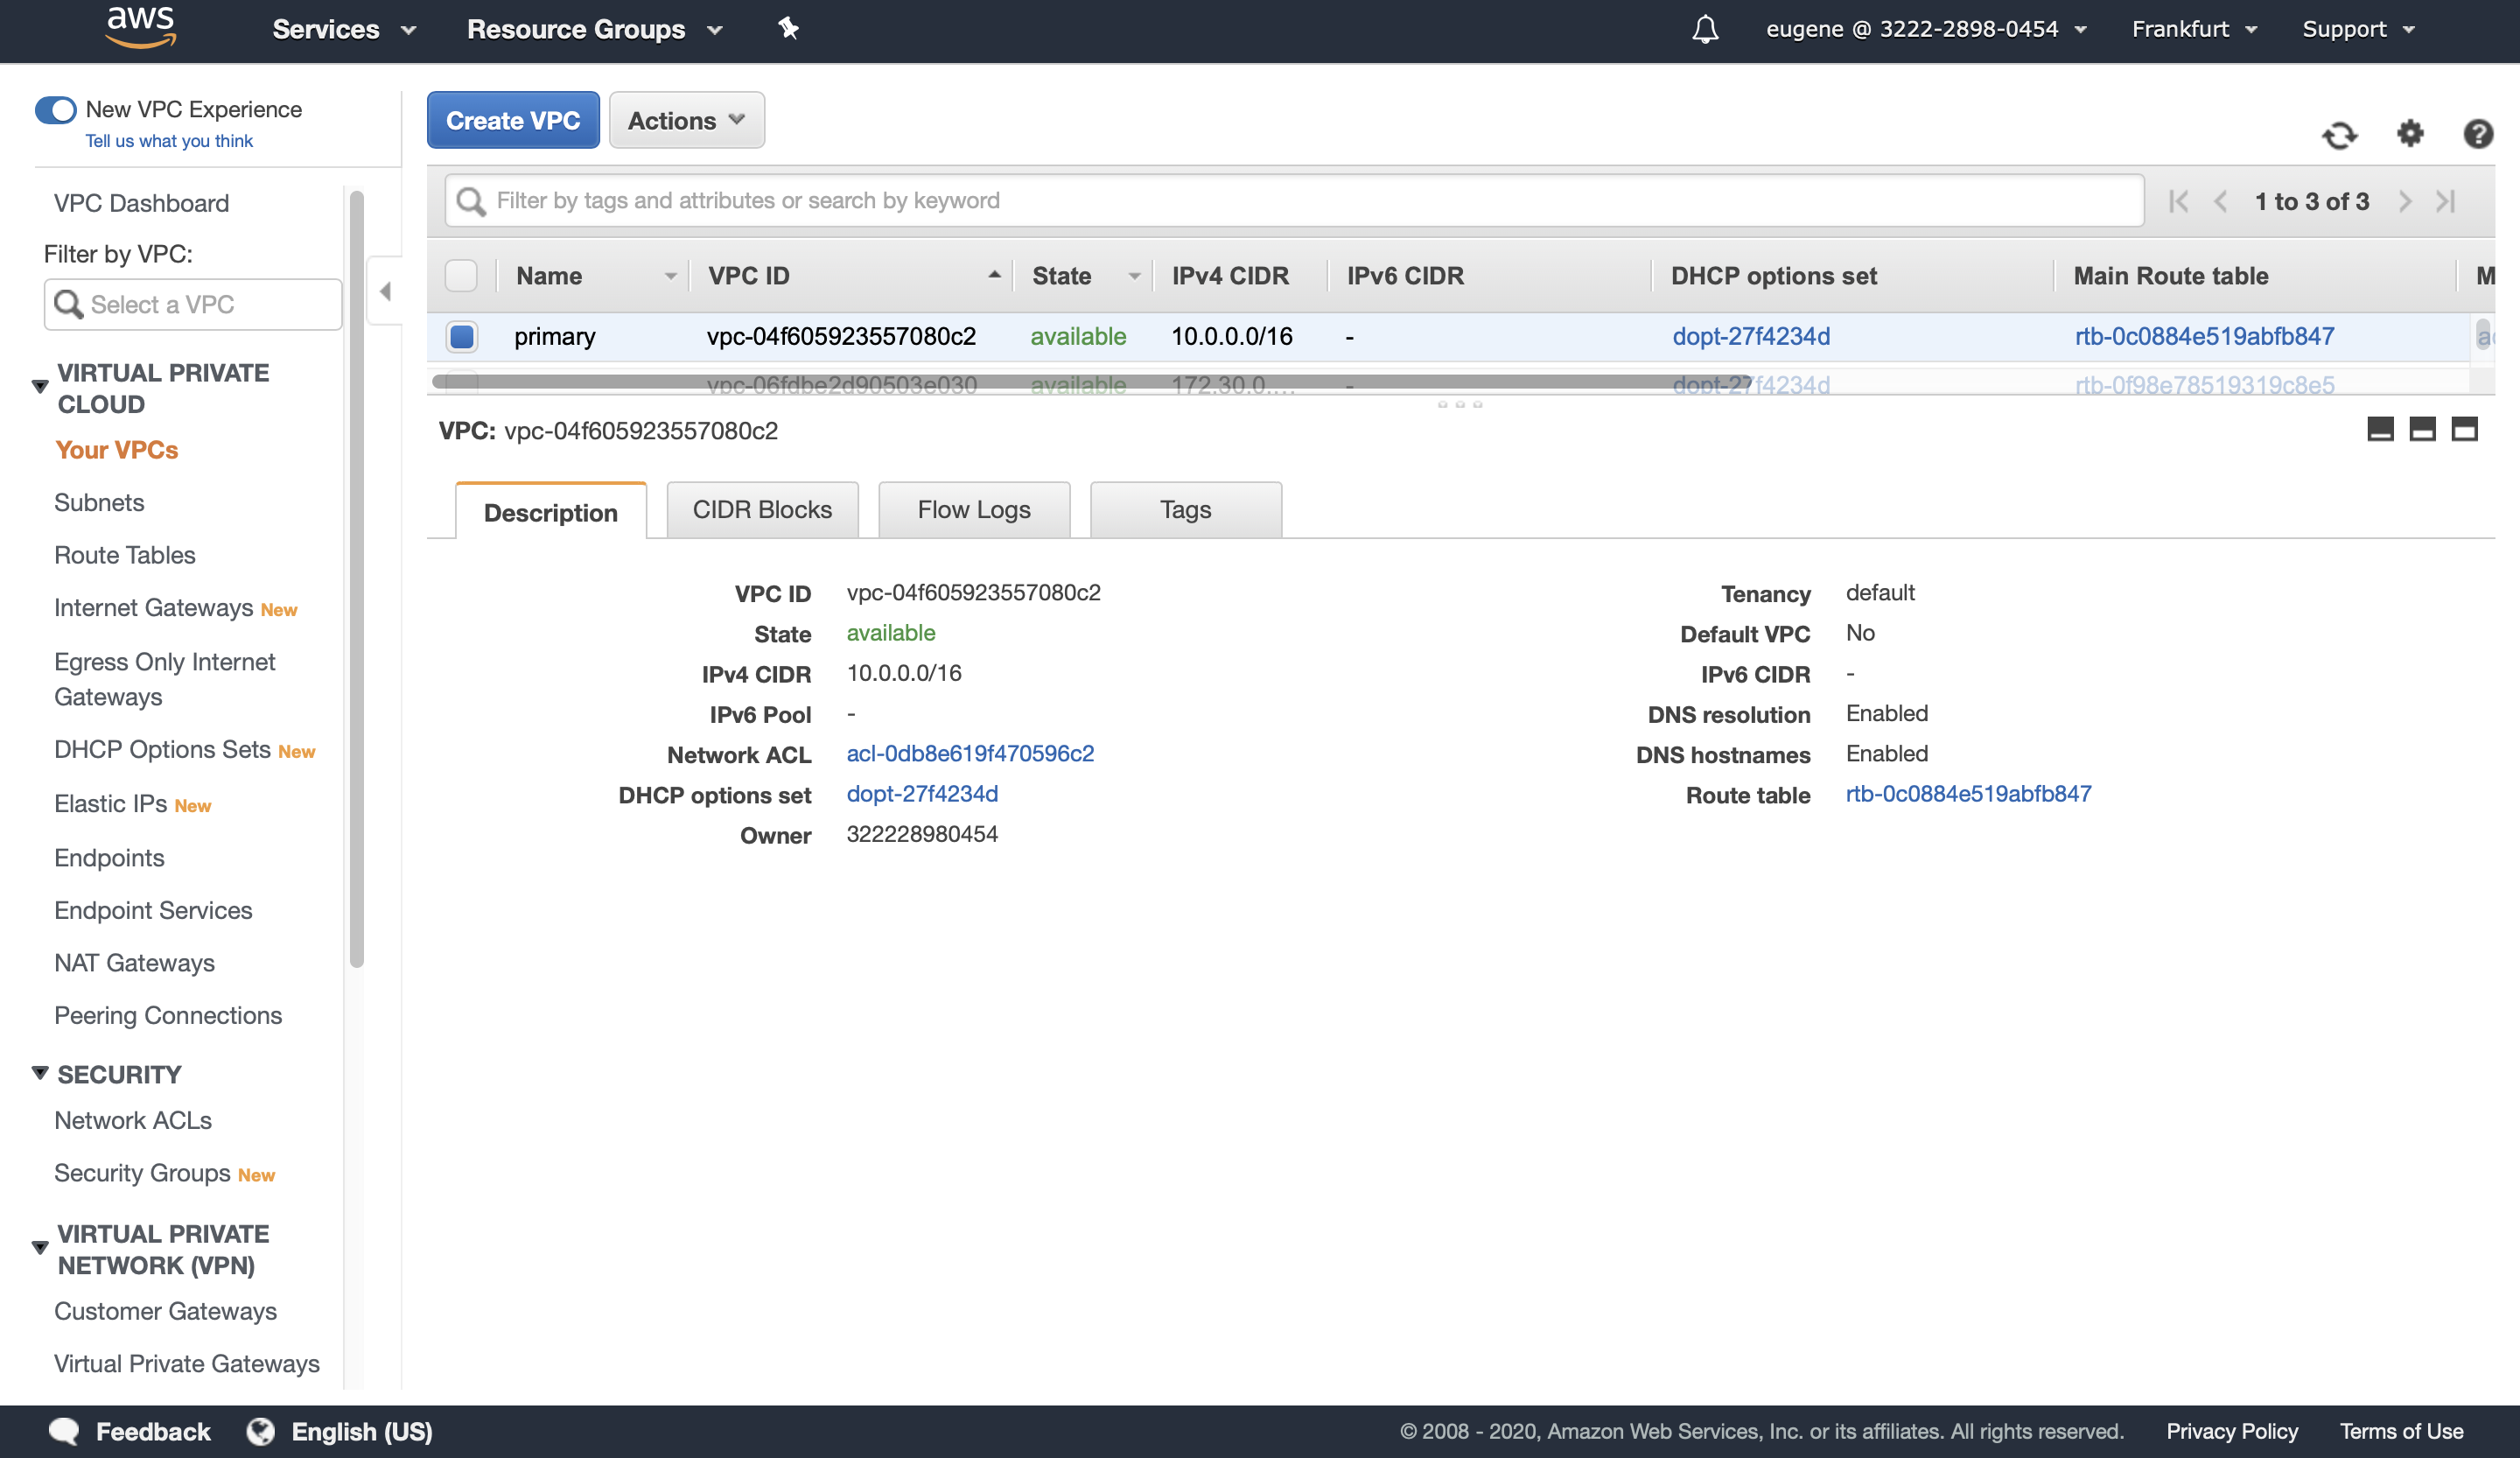 aws Services Resource Groups eugene @ 3222-2898-0454 Frankfurt Support
New VPC Experience
Tell us what you think
VPC Dashboard
Filter by VPC:
Select a VPC
VIRTUAL PRIVATE
CLOUD
Your VPCs
Subnets
Route Tables
Internet Gateways New
Egress Only Internet
Gateways
DHCP Options Sets New
Elastic IPs New
Endpoints
Endpoint Services
NAT Gateways
Peering Connections
SECURITY
Network ACLs
Security Groups New
VIRTUAL PRIVATE
NETWORK (VPN)
Customer Gateways
Virtual Private Gateways
Create VPC Actions
Filter by tags and attributes or search by keyword 1 to 3 of 3
Name VPC ID State IPv4 CIDR IPv6 CIDR DHCP options set Main Route table M
primary vpc-04f605923557080c2 available 10.0.0.0/16 - dopt-27f4234d rtb-0c0884e519abfb847
vpc-06fdbe2d90503e030 available 172.30.0.... - dopt-27f4234d rtb-0f98e78519319c8e5
VPC: vpc-04f605923557080c2
Description CIDR Blocks Flow Logs Tags
VPC ID vpc-04f605923557080c2
State available
IPv4 CIDR 10.0.0.0/16
IPv6 Pool -
Network ACL acl-0db8e619f470596c2
DHCP options set dopt-27f4234d
Owner 322228980454
Tenancy default
Default VPC No
IPv6 CIDR -
DNS resolution Enabled
DNS hostnames Enabled
Route table rtb-0c0884e519abfb847
Feedback English (US) © 2008 - 2020, Amazon Web Services, Inc. or its affiliates. All rights reserved. Privacy Policy Terms of Use